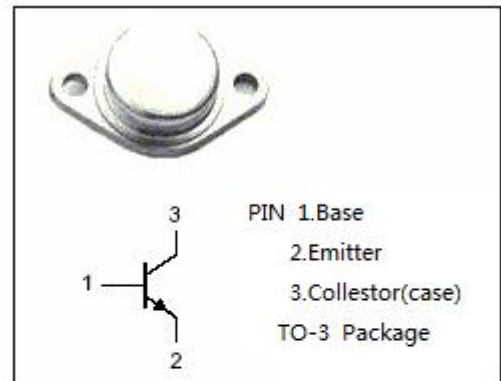 3
PIN 1.Base
2.Emitter
1
3.Collestor(case)
TO-3 Package
2